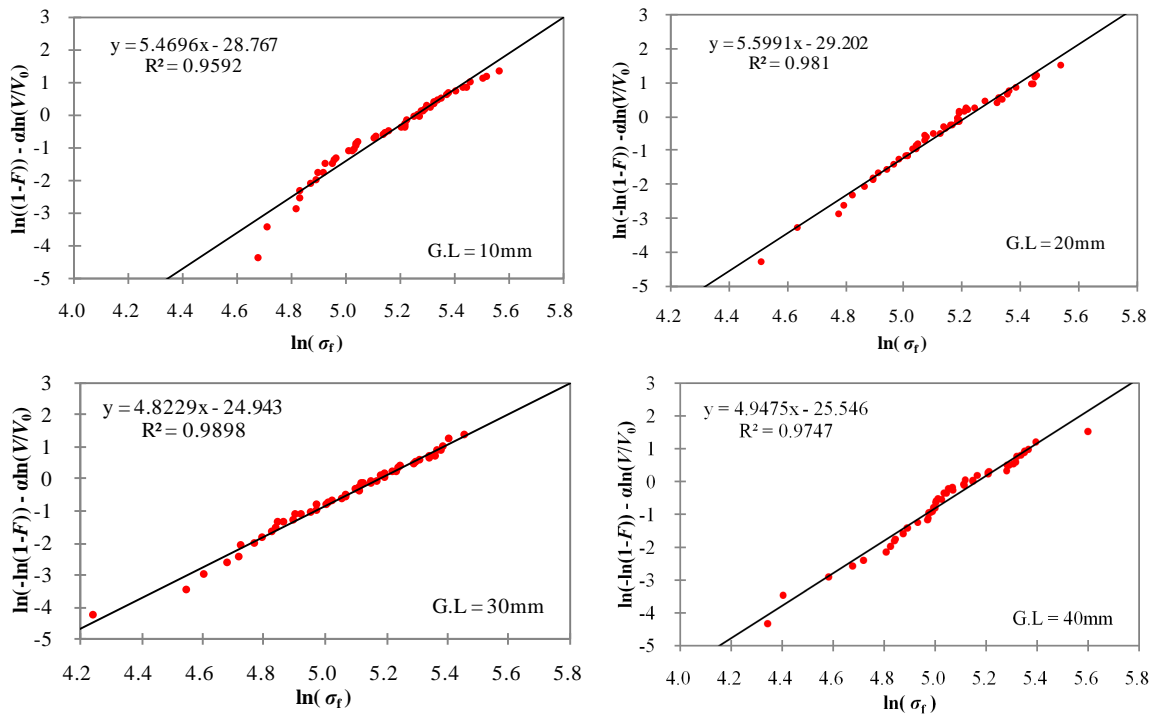 3
2
1
0
-1
-2
-3
-4
-5
ln((1-F)) - αln(V/V₀)
y = 5.4696x - 28.767
R² = 0.9592
G.L = 10mm
4.0 4.2 4.4 4.6 4.8 5.0 5.2 5.4 5.6 5.8
ln( σf )
3
2
1
0
-1
-2
-3
-4
-5
ln(-ln(1-F)) -αln(V/V₀)
y = 5.5991x - 29.202
R² = 0.981
G.L = 20mm
4.2 4.4 4.6 4.8 5.0 5.2 5.4 5.6 5.8
ln( σf )
3
2
1
0
-1
-2
-3
-4
-5
ln(-ln(1-F)) - αln(V/V₀)
y = 4.8229x - 24.943
R² = 0.9898
G.L = 30mm
4.2 4.4 4.6 4.8 5.0 5.2 5.4 5.6 5.8
ln( σf )
3
2
1
0
-1
-2
-3
-4
-5
ln(-ln(1-F)) - αln(V/V₀)
y = 4.9475x - 25.546
R² = 0.9747
G.L = 40mm
4.0 4.2 4.4 4.6 4.8 5.0 5.2 5.4 5.6 5.8
ln( σf )